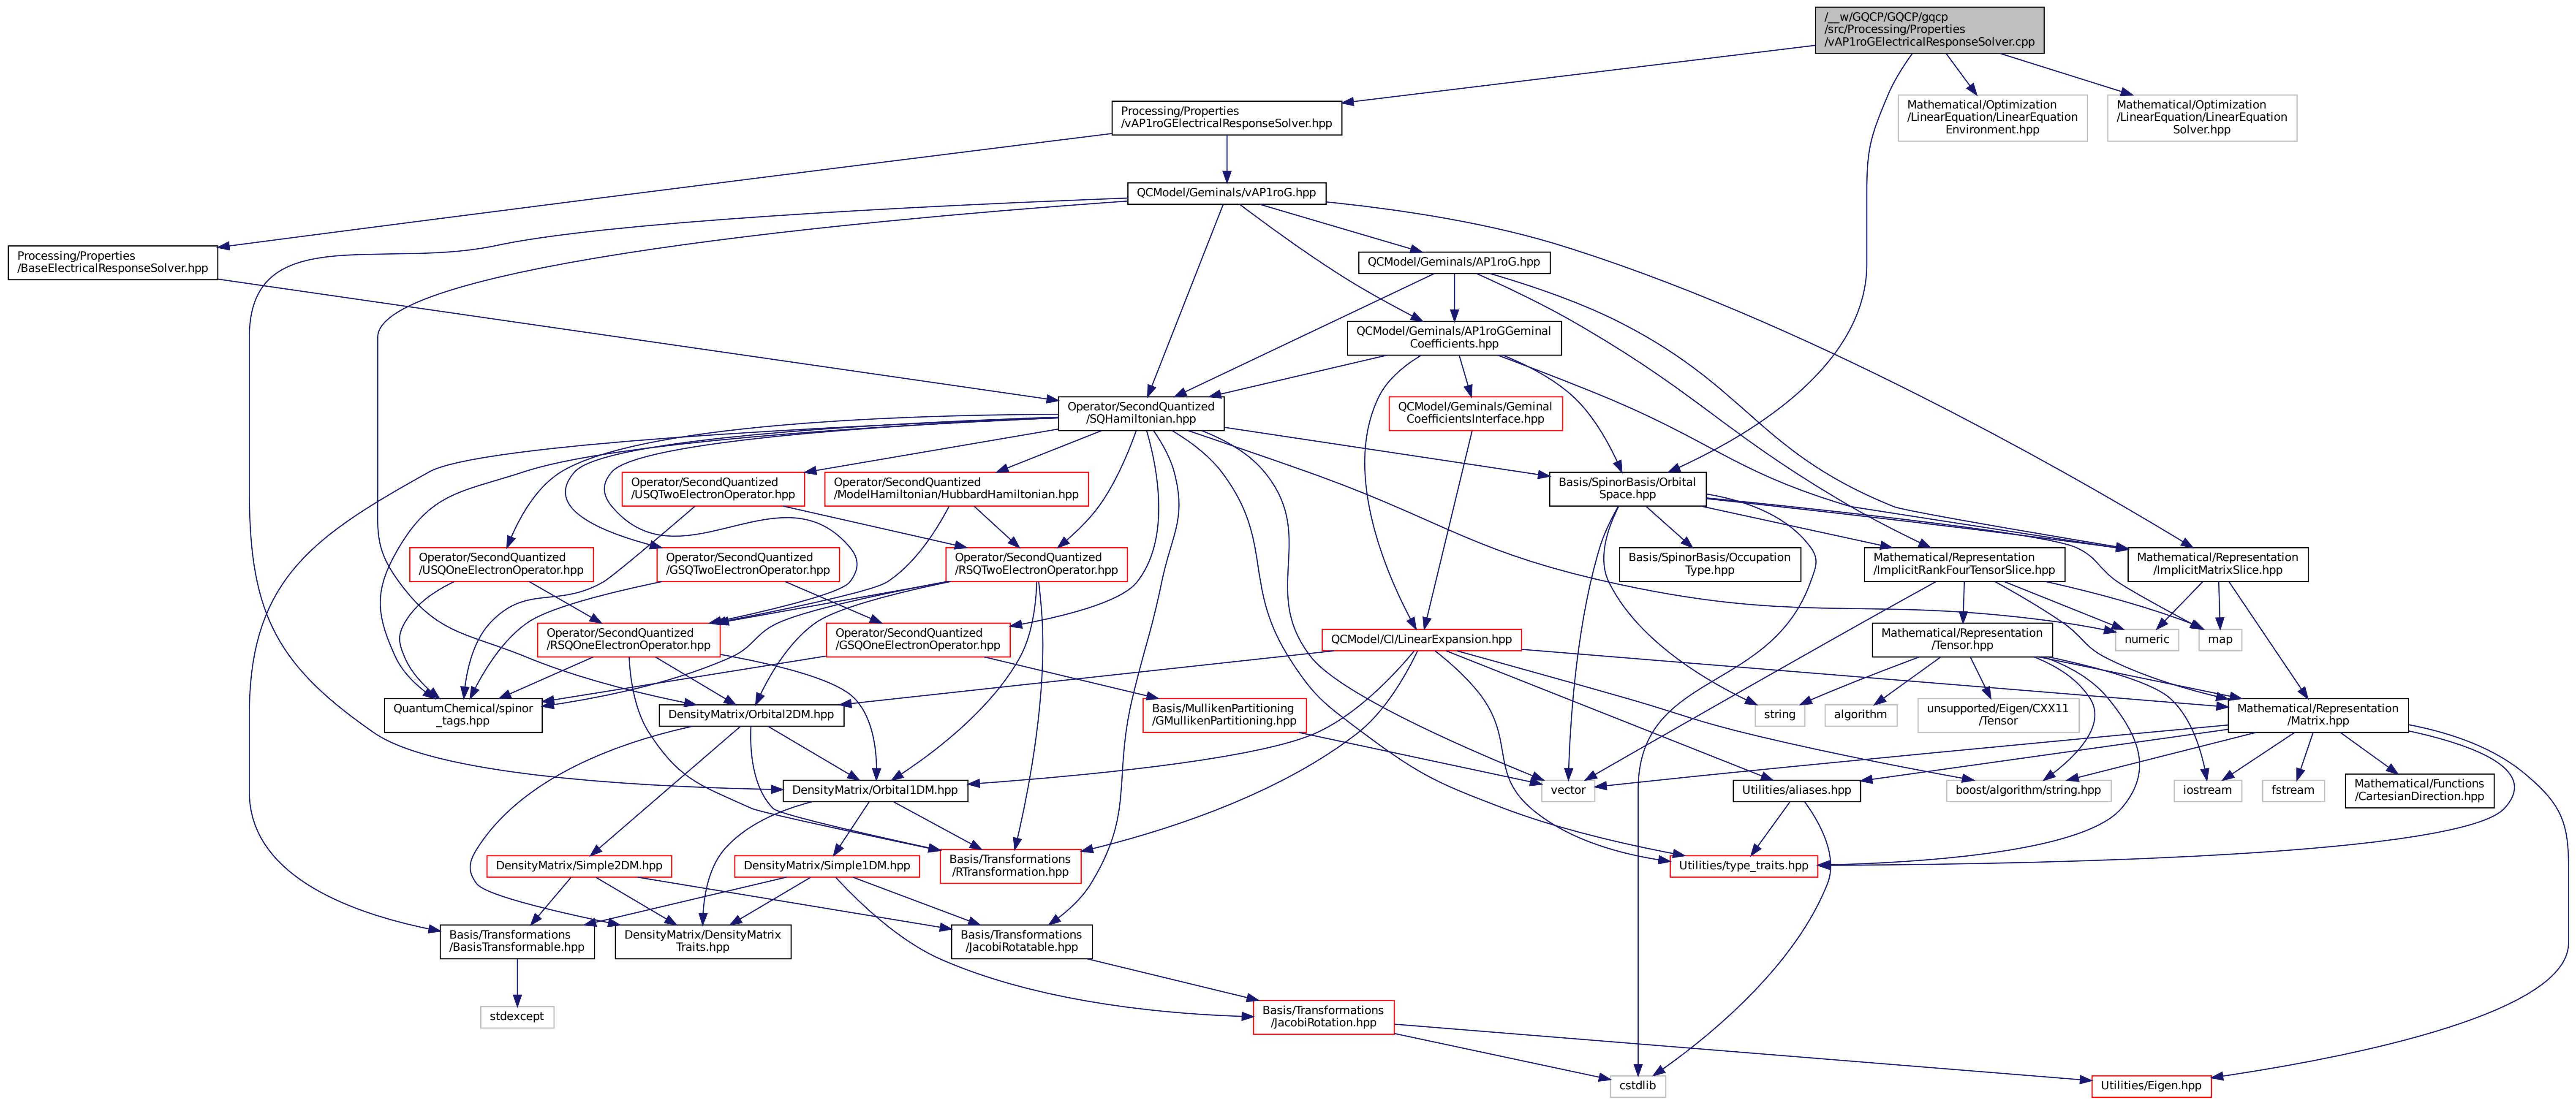 /__w/GQCP/GQCP/gqcp
/src/Processing/Properties
/vAP1roGElectricalResponseSolver.cpp
Processing/Properties
/vAP1roGElectricalResponseSolver.hpp
Mathematical/Optimization
/LinearEquation/LinearEquation
Environment.hpp
Mathematical/Optimization
/LinearEquation/LinearEquation
Solver.hpp
QCModel/Geminals/vAP1roG.hpp
Processing/Properties
/BaseElectricalResponseSolver.hpp
QCModel/Geminals/AP1roG.hpp
QCModel/Geminals/AP1roGGeminal
Coefficients.hpp
Operator/SecondQuantized
/SQHamiltonian.hpp
QCModel/Geminals/Geminal
CoefficientsInterface.hpp
Operator/SecondQuantized
/USQTwoElectronOperator.hpp
Operator/SecondQuantized
/ModelHamiltonian/HubbardHamiltonian.hpp
Basis/SpinorBasis/Orbital
Space.hpp
Operator/SecondQuantized
/USQOneElectronOperator.hpp
Operator/SecondQuantized
/GSQTwoElectronOperator.hpp
Operator/SecondQuantized
/RSQTwoElectronOperator.hpp
Basis/SpinorBasis/Occupation
Type.hpp
Mathematical/Representation
/ImplicitRankFourTensorSlice.hpp
Mathematical/Representation
/ImplicitMatrixSlice.hpp
Operator/SecondQuantized
/RSQOneElectronOperator.hpp
Operator/SecondQuantized
/GSQOneElectronOperator.hpp
QCModel/CI/LinearExpansion.hpp
Mathematical/Representation
/Tensor.hpp
numeric
map
QuantumChemical/spinor
_tags.hpp
DensityMatrix/Orbital2DM.hpp
Basis/MullikenPartitioning
/GMullikenPartitioning.hpp
string
algorithm
unsupported/Eigen/CXX11
/Tensor
Mathematical/Representation
/Matrix.hpp
DensityMatrix/Orbital1DM.hpp
vector
Utilities/aliases.hpp
boost/algorithm/string.hpp
iostream
fstream
Mathematical/Functions
/CartesianDirection.hpp
DensityMatrix/Simple2DM.hpp
DensityMatrix/Simple1DM.hpp
Basis/Transformations
/RTransformation.hpp
Utilities/type_traits.hpp
Basis/Transformations
/BasisTransformable.hpp
DensityMatrix/DensityMatrix
Traits.hpp
Basis/Transformations
/JacobiRotatable.hpp
stdexcept
Basis/Transformations
/JacobiRotation.hpp
cstdlib
Utilities/Eigen.hpp